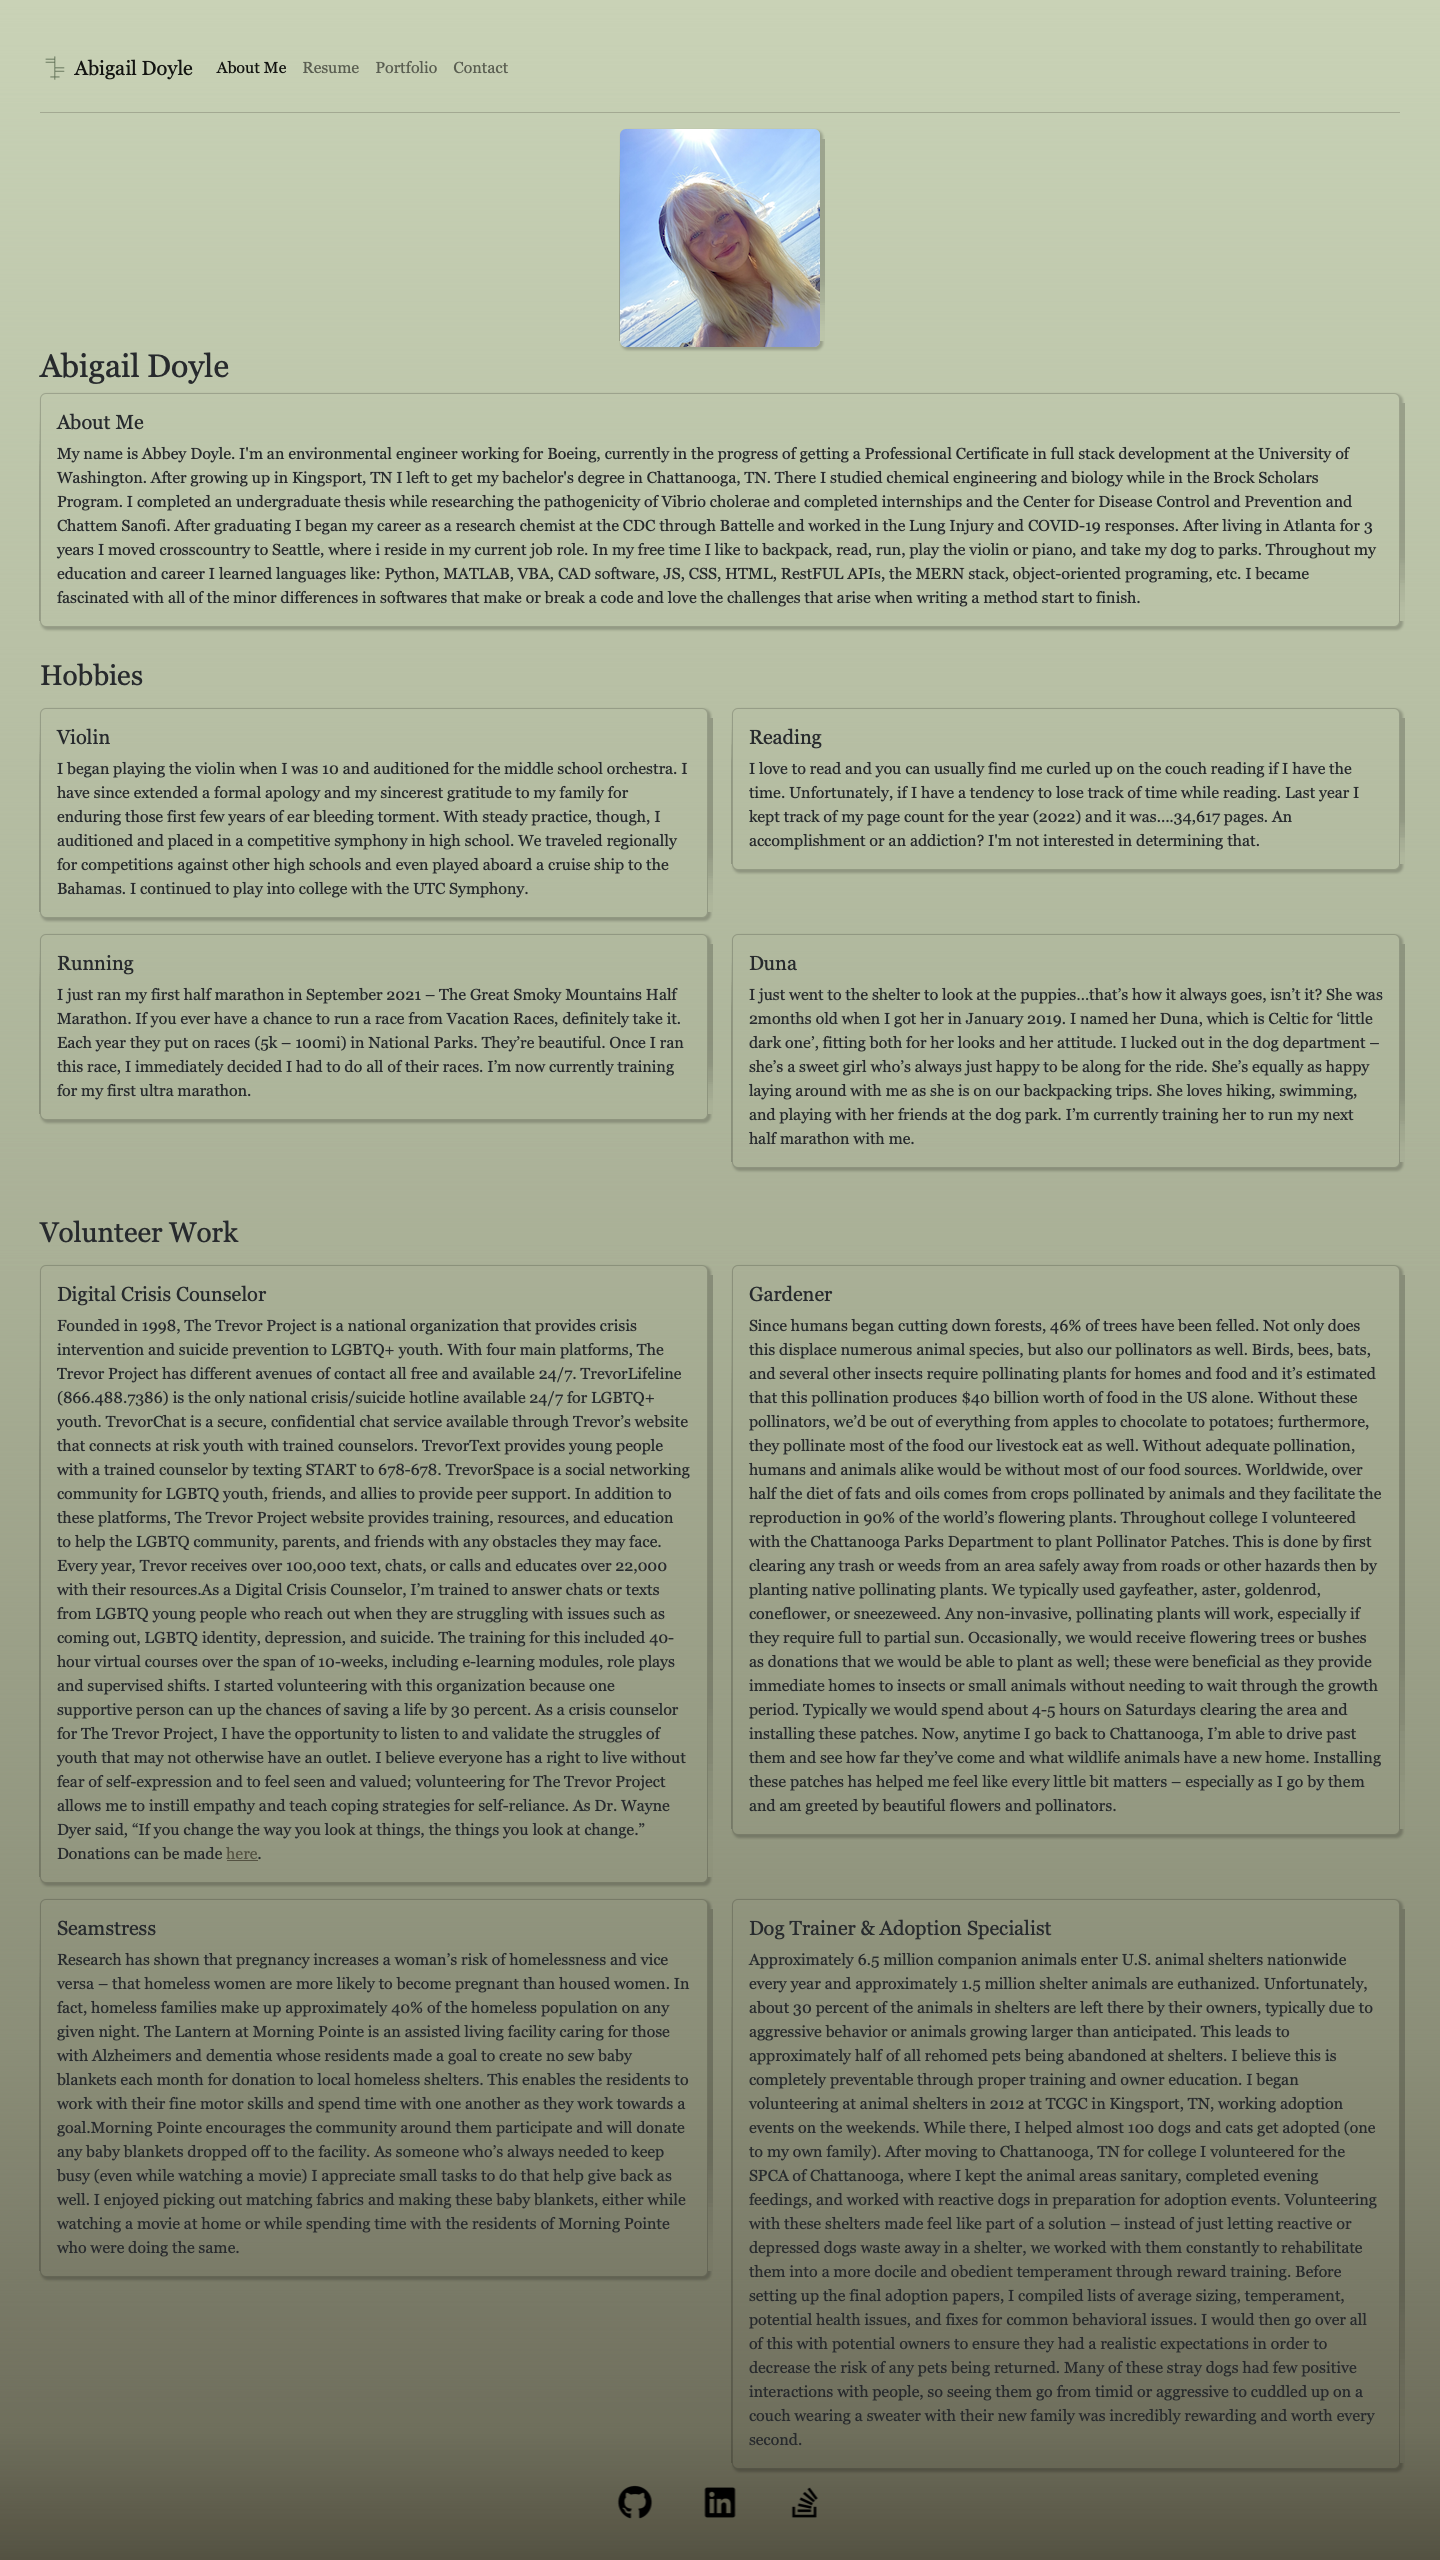 Abigail Doyle About Me Resume Portfolio Contact
Abigail Doyle
About Me
My name is Abbey Doyle. I'm an environmental engineer working for Boeing, currently in the progress of getting a Professional Certificate in full stack development at the University of
Washington. After growing up in Kingsport, TN I left to get my bachelor's degree in Chattanooga, TN. There I studied chemical engineering and biology while in the Brock Scholars
Program. I completed an undergraduate thesis while researching the pathogenicity of Vibrio cholerae and completed internships and the Center for Disease Control and Prevention and
Chattem Sanofi. After graduating I began my career as a research chemist at the CDC through Battelle and worked in the Lung Injury and COVID-19 responses. After living in Atlanta for 3
years I moved crosscountry to Seattle, where i reside in my current job role. In my free time I like to backpack, read, run, play the violin or piano, and take my dog to parks. Throughout my
education and career I learned languages like: Python, MATLAB, VBA, CAD software, JS, CSS, HTML, RestFUL APIs, the MERN stack, object-oriented programing, etc. I became
fascinated with all of the minor differences in softwares that make or break a code and love the challenges that arise when writing a method start to finish.
Hobbies
Violin
I began playing the violin when I was 10 and auditioned for the middle school orchestra. I
have since extended a formal apology and my sincerest gratitude to my family for
enduring those first few years of ear bleeding torment. With steady practice, though, I
auditioned and placed in a competitive symphony in high school. We traveled regionally
for competitions against other high schools and even played aboard a cruise ship to the
Bahamas. I continued to play into college with the UTC Symphony.
Reading
I love to read and you can usually find me curled up on the couch reading if I have the
time. Unfortunately, if I have a tendency to lose track of time while reading. Last year I
kept track of my page count for the year (2022) and it was....34,617 pages. An
accomplishment or an addiction? I'm not interested in determining that.
Running
I just ran my first half marathon in September 2021 – The Great Smoky Mountains Half
Marathon. If you ever have a chance to run a race from Vacation Races, definitely take it.
Each year they put on races (5k – 100mi) in National Parks. They’re beautiful. Once I ran
this race, I immediately decided I had to do all of their races. I’m now currently training
for my first ultra marathon.
Duna
I just went to the shelter to look at the puppies...that’s how it always goes, isn’t it? She was
2months old when I got her in January 2019. I named her Duna, which is Celtic for ‘little
dark one’, fitting both for her looks and her attitude. I lucked out in the dog department –
she’s a sweet girl who’s always just happy to be along for the ride. She’s equally as happy
laying around with me as she is on our backpacking trips. She loves hiking, swimming,
and playing with her friends at the dog park. I’m currently training her to run my next
half marathon with me.
Volunteer Work
Digital Crisis Counselor
Founded in 1998, The Trevor Project is a national organization that provides crisis
intervention and suicide prevention to LGBTQ+ youth. With four main platforms, The
Trevor Project has different avenues of contact all free and available 24/7. TrevorLifeline
(866.488.7386) is the only national crisis/suicide hotline available 24/7 for LGBTQ+
youth. TrevorChat is a secure, confidential chat service available through Trevor’s website
that connects at risk youth with trained counselors. TrevorText provides young people
with a trained counselor by texting START to 678-678. TrevorSpace is a social networking
community for LGBTQ youth, friends, and allies to provide peer support. In addition to
these platforms, The Trevor Project website provides training, resources, and education
to help the LGBTQ community, parents, and friends with any obstacles they may face.
Every year, Trevor receives over 100,000 text, chats, or calls and educates over 22,000
with their resources.As a Digital Crisis Counselor, I’m trained to answer chats or texts
from LGBTQ young people who reach out when they are struggling with issues such as
coming out, LGBTQ identity, depression, and suicide. The training for this included 40-
hour virtual courses over the span of 10-weeks, including e-learning modules, role plays
and supervised shifts. I started volunteering with this organization because one
supportive person can up the chances of saving a life by 30 percent. As a crisis counselor
for The Trevor Project, I have the opportunity to listen to and validate the struggles of
youth that may not otherwise have an outlet. I believe everyone has a right to live without
fear of self-expression and to feel seen and valued; volunteering for The Trevor Project
allows me to instill empathy and teach coping strategies for self-reliance. As Dr. Wayne
Dyer said, “If you change the way you look at things, the things you look at change.”
Donations can be made here.
Gardener
Since humans began cutting down forests, 46% of trees have been felled. Not only does
this displace numerous animal species, but also our pollinators as well. Birds, bees, bats,
and several other insects require pollinating plants for homes and food and it’s estimated
that this pollination produces $40 billion worth of food in the US alone. Without these
pollinators, we’d be out of everything from apples to chocolate to potatoes; furthermore,
they pollinate most of the food our livestock eat as well. Without adequate pollination,
humans and animals alike would be without most of our food sources. Worldwide, over
half the diet of fats and oils comes from crops pollinated by animals and they facilitate the
reproduction in 90% of the world’s flowering plants. Throughout college I volunteered
with the Chattanooga Parks Department to plant Pollinator Patches. This is done by first
clearing any trash or weeds from an area safely away from roads or other hazards then by
planting native pollinating plants. We typically used gayfeather, aster, goldenrod,
coneflower, or sneezeweed. Any non-invasive, pollinating plants will work, especially if
they require full to partial sun. Occasionally, we would receive flowering trees or bushes
as donations that we would be able to plant as well; these were beneficial as they provide
immediate homes to insects or small animals without needing to wait through the growth
period. Typically we would spend about 4-5 hours on Saturdays clearing the area and
installing these patches. Now, anytime I go back to Chattanooga, I’m able to drive past
them and see how far they’ve come and what wildlife animals have a new home. Installing
these patches has helped me feel like every little bit matters – especially as I go by them
and am greeted by beautiful flowers and pollinators.
Seamstress
Research has shown that pregnancy increases a woman’s risk of homelessness and vice
versa – that homeless women are more likely to become pregnant than housed women. In
fact, homeless families make up approximately 40% of the homeless population on any
given night. The Lantern at Morning Pointe is an assisted living facility caring for those
with Alzheimers and dementia whose residents made a goal to create no sew baby
blankets each month for donation to local homeless shelters. This enables the residents to
work with their fine motor skills and spend time with one another as they work towards a
goal.Morning Pointe encourages the community around them participate and will donate
any baby blankets dropped off to the facility. As someone who’s always needed to keep
busy (even while watching a movie) I appreciate small tasks to do that help give back as
well. I enjoyed picking out matching fabrics and making these baby blankets, either while
watching a movie at home or while spending time with the residents of Morning Pointe
who were doing the same.
Dog Trainer & Adoption Specialist
Approximately 6.5 million companion animals enter U.S. animal shelters nationwide
every year and approximately 1.5 million shelter animals are euthanized. Unfortunately,
about 30 percent of the animals in shelters are left there by their owners, typically due to
aggressive behavior or animals growing larger than anticipated. This leads to
approximately half of all rehomed pets being abandoned at shelters. I believe this is
completely preventable through proper training and owner education. I began
volunteering at animal shelters in 2012 at TCGC in Kingsport, TN, working adoption
events on the weekends. While there, I helped almost 100 dogs and cats get adopted (one
to my own family). After moving to Chattanooga, TN for college I volunteered for the
SPCA of Chattanooga, where I kept the animal areas sanitary, completed evening
feedings, and worked with reactive dogs in preparation for adoption events. Volunteering
with these shelters made feel like part of a solution – instead of just letting reactive or
depressed dogs waste away in a shelter, we worked with them constantly to rehabilitate
them into a more docile and obedient temperament through reward training. Before
setting up the final adoption papers, I compiled lists of average sizing, temperament,
potential health issues, and fixes for common behavioral issues. I would then go over all
of this with potential owners to ensure they had a realistic expectations in order to
decrease the risk of any pets being returned. Many of these stray dogs had few positive
interactions with people, so seeing them go from timid or aggressive to cuddled up on a
couch wearing a sweater with their new family was incredibly rewarding and worth every
second.
in